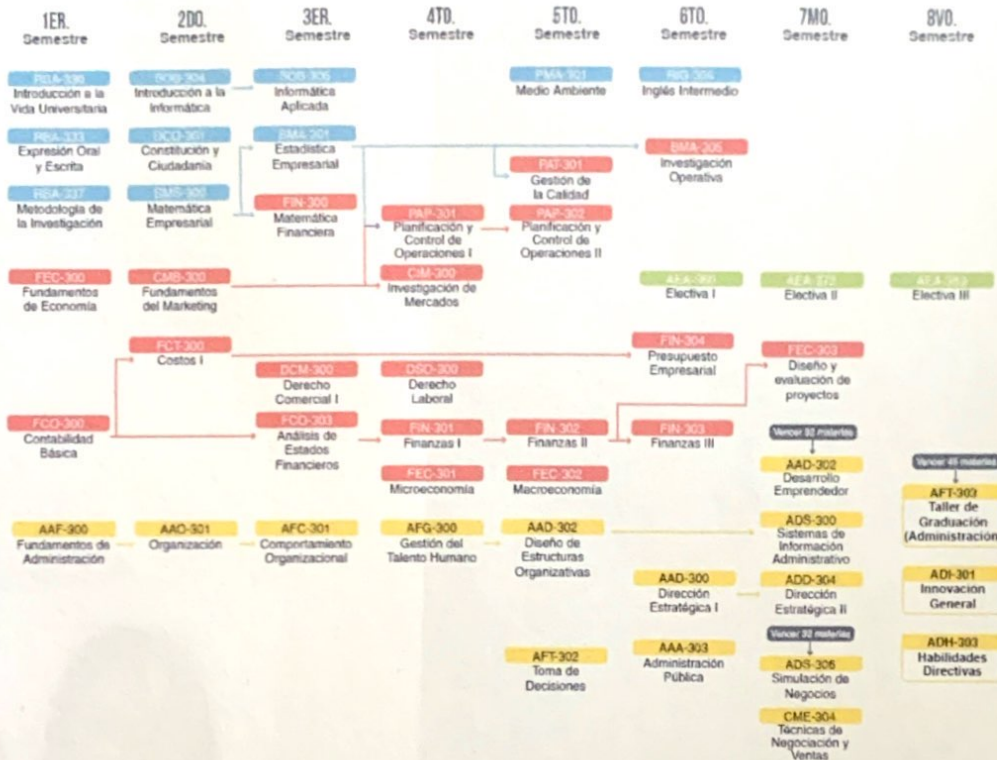 1ER. 2DO. 3ER. 4TO. 5TO. 6TO. 7MO. 8VO.
Semestre Semestre Semestre Semestre Semestre Semestre Semestre Semestre
Introducción a la
Vida Universitaria
RBA-333
Expresión Oral
y Escrita
RBA-337
Metodología de
la Investigación
FEC-300
Fundamentos
de Economía
FCO-300
Contabilidad
Básica
AAF-300
Fundamentos de
Administración
Introducción a la
Informática
Constitución y
Ciudadanía
Matemática
Empresarial
CMB-300
Fundamentos
del Marketing
FCT-300
Costos I
AAO-301
Organización
Informática
Aplicada
BMA-301
Estadística
Empresarial
FIN-300
Matemática
Financiera
DCM-300
Derecho
Comercial I
FCO-303
Análisis de
Estados
Financieros
AFC-301
Comportamiento
Organizacional
PAP-301
Planificación y
Control de
Operaciones I
CIM-300
Investigación de
Mercados
DSO-300
Derecho
Laboral
FIN-301
Finanzas I
FEC-301
Microeconomía
AFG-300
Gestión del
Talento Humano
PMA-301
Medio Ambiente
PAT-301
Gestión de
la Calidad
PAP-302
Planificación y
Control de
Operaciones II
FIN-302
Finanzas II
FEC-302
Macroeconomía
AAD-302
Diseño de
Estructuras
Organizativas
AFT-302
Toma de
Decisiones
Inglés Intermedio
BMA-305
Investigación
Operativa
Electiva I
FIN-304
Presupuesto
Empresarial
FIN-303
Finanzas III
AAD-300
Dirección
Estratégica I
AAA-303
Administración
Pública
Electiva II
FEC-303
Diseño y
evaluación de
proyectos
Vencer materias
AAD-302
Desarrollo
Emprendedor
ADS-300
Sistemas de
Información
Administrativo
ADD-304
Dirección
Estratégica II
Vencer 32 materias
ADS-305
Simulación de
Negocios
CME-304
Técnicas de
Negociación y
Ventas
Electiva III
Vencer materias
AFT-303
Taller de
Graduación
(Administración
ADI-301
Innovación
General
ADH-303
Habilidades
Directivas